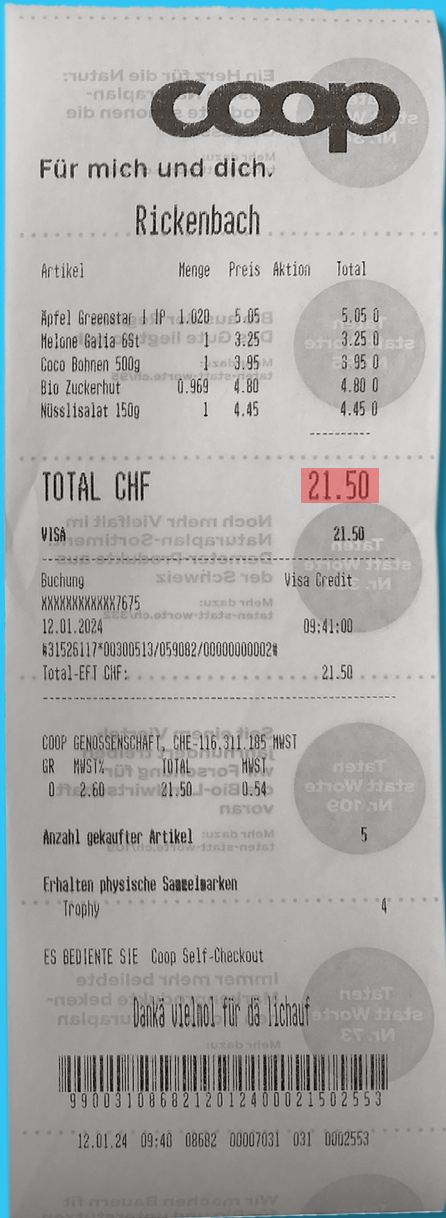 coop
Für mich und dich.
Rickenbach
Artikel Menge Preis Aktion Total
Äpfel Greenstar 1 IP 1.020 5.05 5.05 0
Melone Galia 6St 1 3.25 3.25 0
Coco Bohnen 500g 1 3.95 3.95 0
Bio Zuckerhut 0.969 4.80 4.80 0
Nüsslisalat 150g 1 4.45 4.45 0
TOTAL CHF 21.50
VISA 21.50
Buchung Visa Credit
XXXXXXXXXXXX7675
12.01.2024 09:41:00
#31526117*00300513/059082/00000000002#
Total-EFT CHF: 21.50
COOP GENOSSENSCHAFT, CHE-116.311.185 MWST
GR MWST% TOTAL MWST
0 2.60 21.50 0.54
Anzahl gekaufter Artikel 5
Erhalten physische Sammelmarken
Trophy 4
ES BEDIENTE SIE Coop Self-Checkout
Dankä vielmol für dä Iichauf
9900310868212012400021502553
12.01.24 09:40 08682 00007031 031 0002553